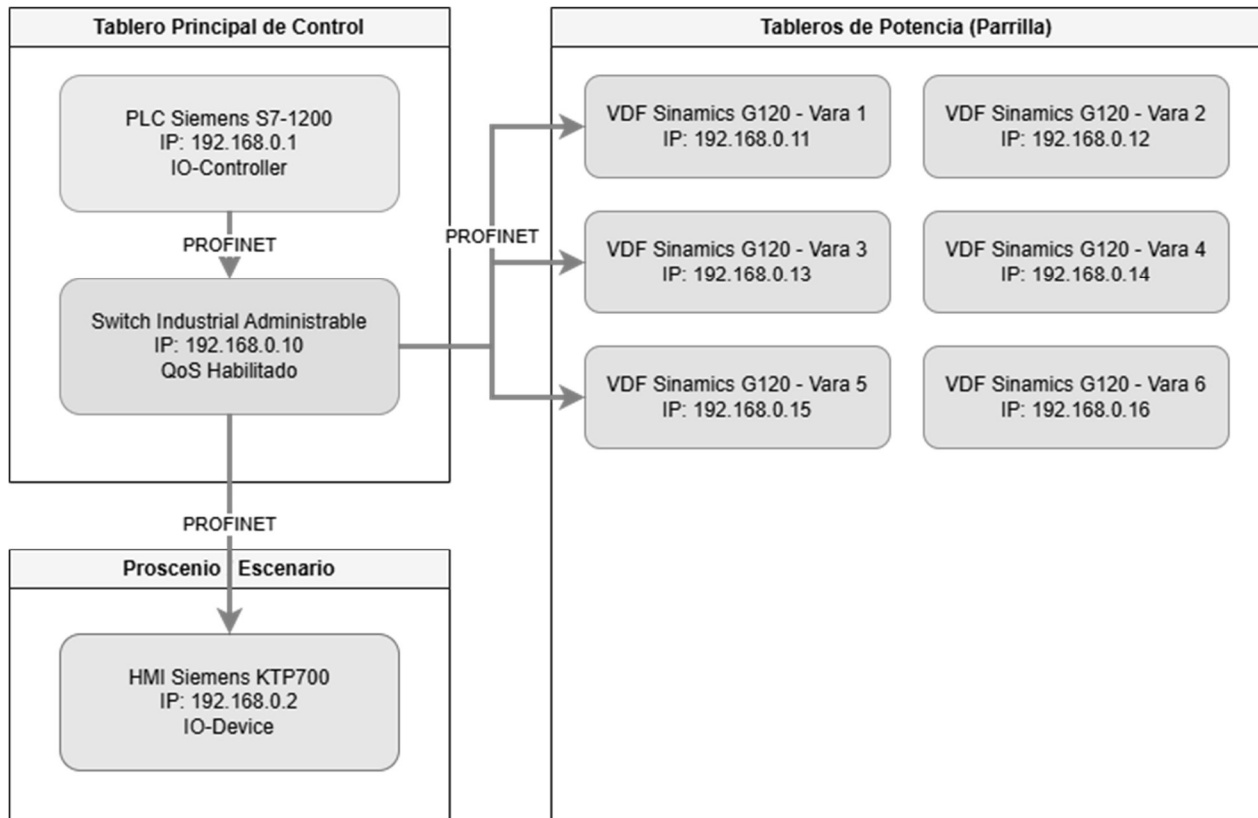 Tablero Principal de Control
PLC Siemens S7-1200
IP: 192.168.0.1
IO-Controller
PROFINET
Switch Industrial Administrable
IP: 192.168.0.10
QoS Habilitado
PROFINET
Proscenio Escenario
HMI Siemens KTP700
IP: 192.168.0.2
IO-Device
PROFINET
Tableros de Potencia (Parrilla)
VDF Sinamics G120 - Vara 1
IP: 192.168.0.11
VDF Sinamics G120 - Vara 2
IP: 192.168.0.12
VDF Sinamics G120 - Vara 3
IP: 192.168.0.13
VDF Sinamics G120 - Vara 4
IP: 192.168.0.14
VDF Sinamics G120 - Vara 5
IP: 192.168.0.15
VDF Sinamics G120 - Vara 6
IP: 192.168.0.16